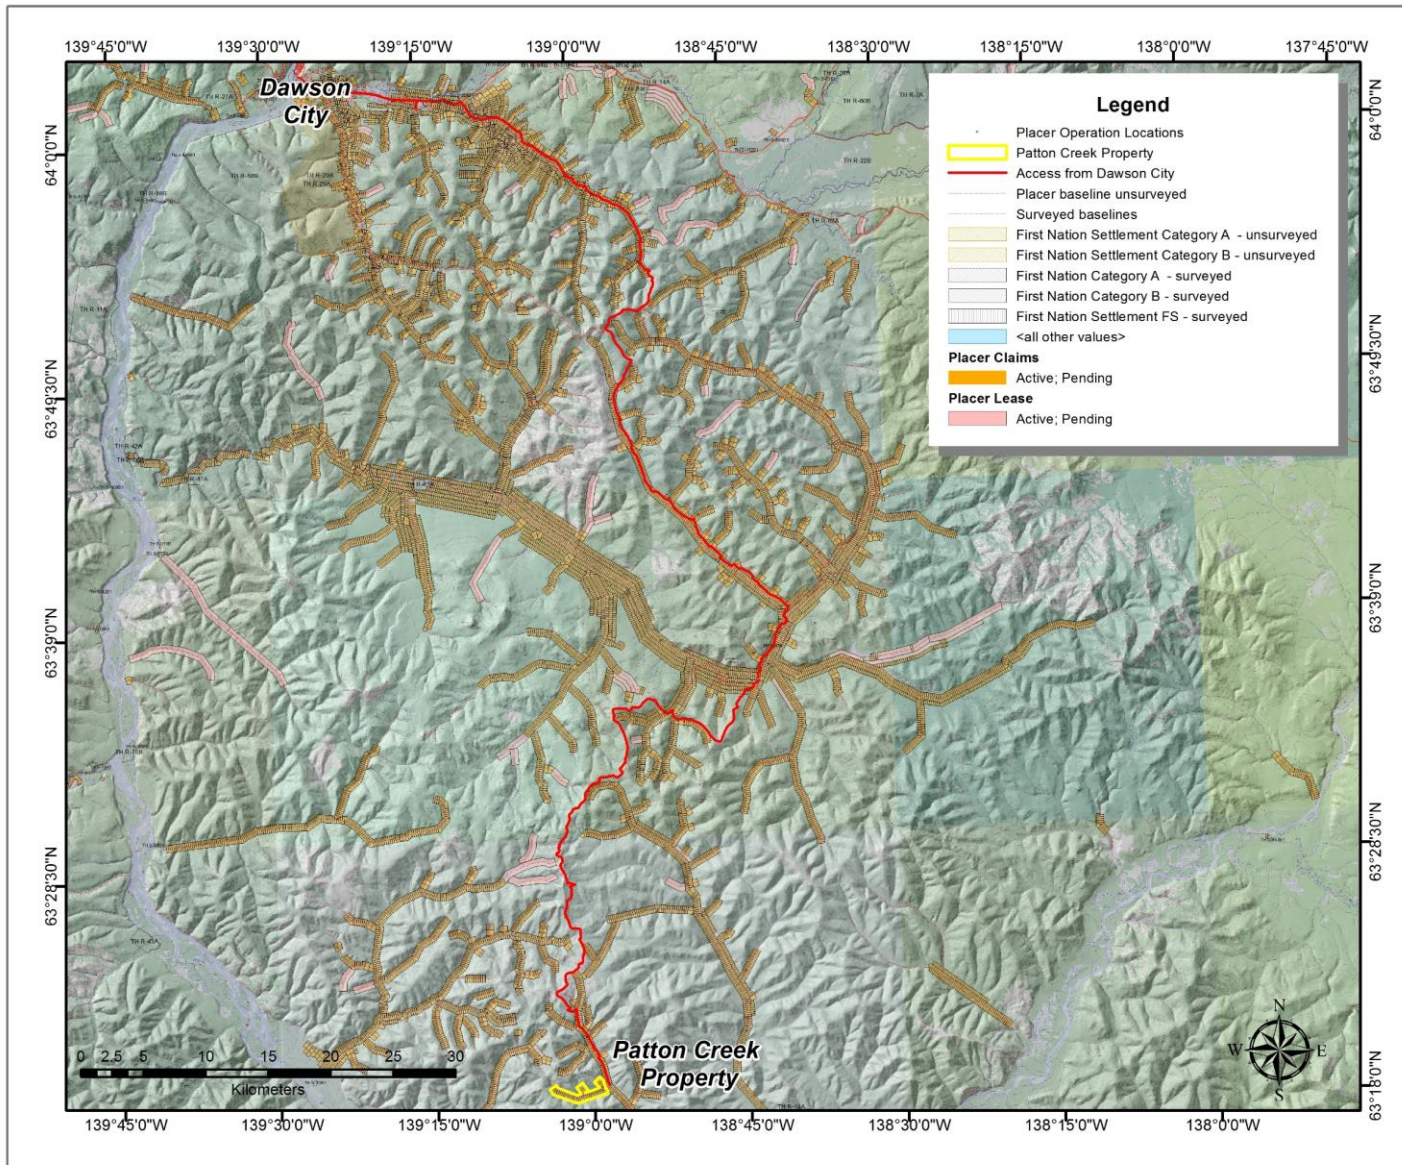 139°45'0"W 139°30'0"W 139°15'0"W 139°0'0"W 138°45'0"W 138°30'0"W 138°15'0"W 138°0'0"W 137°45'0"W
Dawson
City
Legend
Placer Operation Locations
Patton Creek Property
Access from Dawson City
Placer baseline unsurveyed
Surveyed baselines
First Nation Settlement Category A - unsurveyed
First Nation Settlement Category B - unsurveyed
First Nation Category A - surveyed
First Nation Category B - surveyed
First Nation Settlement FS - surveyed
<all other values>
Placer Claims
Active; Pending
Placer Lease
Active; Pending
64°0'0"N
64°0'0"N
63°49'30"N
63°49'30"N
63°39'0"N
63°39'0"N
63°28'30"N
63°28'30"N
63°18'0"N
Patton Creek
Property
N
W E
S
0 2.5 5 10 15 20 25 30
Kilometers
139°45'0"W 139°30'0"W 139°15'0"W 139°0'0"W 138°45'0"W 138°30'0"W 138°15'0"W 138°0'0"W